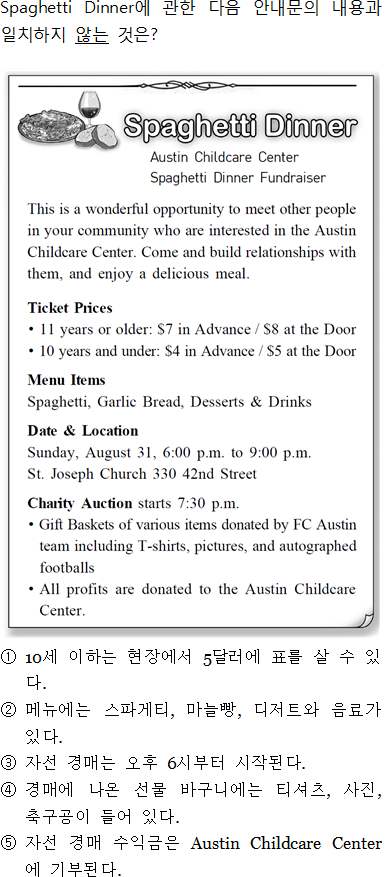 Spaghetti Dinner에 관한 다음 안내문의 내용과
일치하지 않는 것은?
Spaghetti Dinner
Austin Childcare Center
Spaghetti Dinner Fundraiser
This is a wonderful opportunity to meet other people
in your community who are interested in the Austin
Childcare Center. Come and build relationships with
them, and enjoy a delicious meal.
Ticket Prices
• 11 years or older: $7 in Advance / $8 at the Door
• 10 years and under: $4 in Advance / $5 at the Door
Menu Items
Spaghetti, Garlic Bread, Desserts & Drinks
Date & Location
Sunday, August 31, 6:00 p.m. to 9:00 p.m.
St. Joseph Church 330 42nd Street
Charity Auction starts 7:30 p.m.
• Gift Baskets of various items donated by FC Austin
team including T-shirts, pictures, and autographed
footballs
• All profits are donated to the Austin Childcare
Center.
① 10세 이하는 현장에서 5달러에 표를 살 수 있
다.
② 메뉴에는 스파게티, 마늘빵, 디저트와 음료가
있다.
③ 자선 경매는 오후 6시부터 시작된다.
④ 경매에 나온 선물 바구니에는 티셔츠, 사진,
축구공이 들어 있다.
⑤ 자선 경매 수익금은 Austin Childcare Center
에 기부된다.